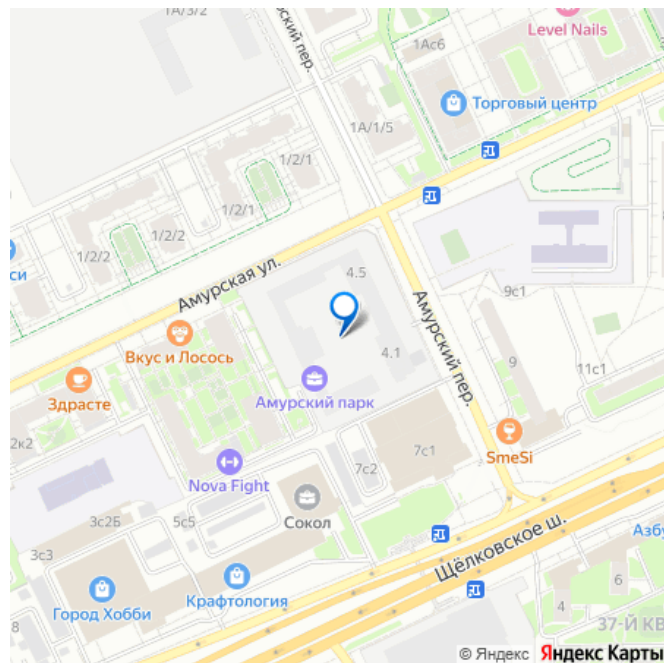 1А/3/2
ский пер.
1Ас6
Level Nails
Торговый центр
1А/1/5
1/2/1
1/2/1
1/2/2
1/2/2
си
Амурская ул.
4.5
9с1
Амурский пер.
4.1
9
11с1
Вкус и Лосось
Здрасте
Амурский парк
2к2
SmeSi
7с1
7с2
Nova Fight
Сокол
3с2Б
5с5
3с3
Щёлковское ш.
Азбу
Город Хобби
Крафтология
6
4
37-Й КВ
© Яндекс Яндекс Карты